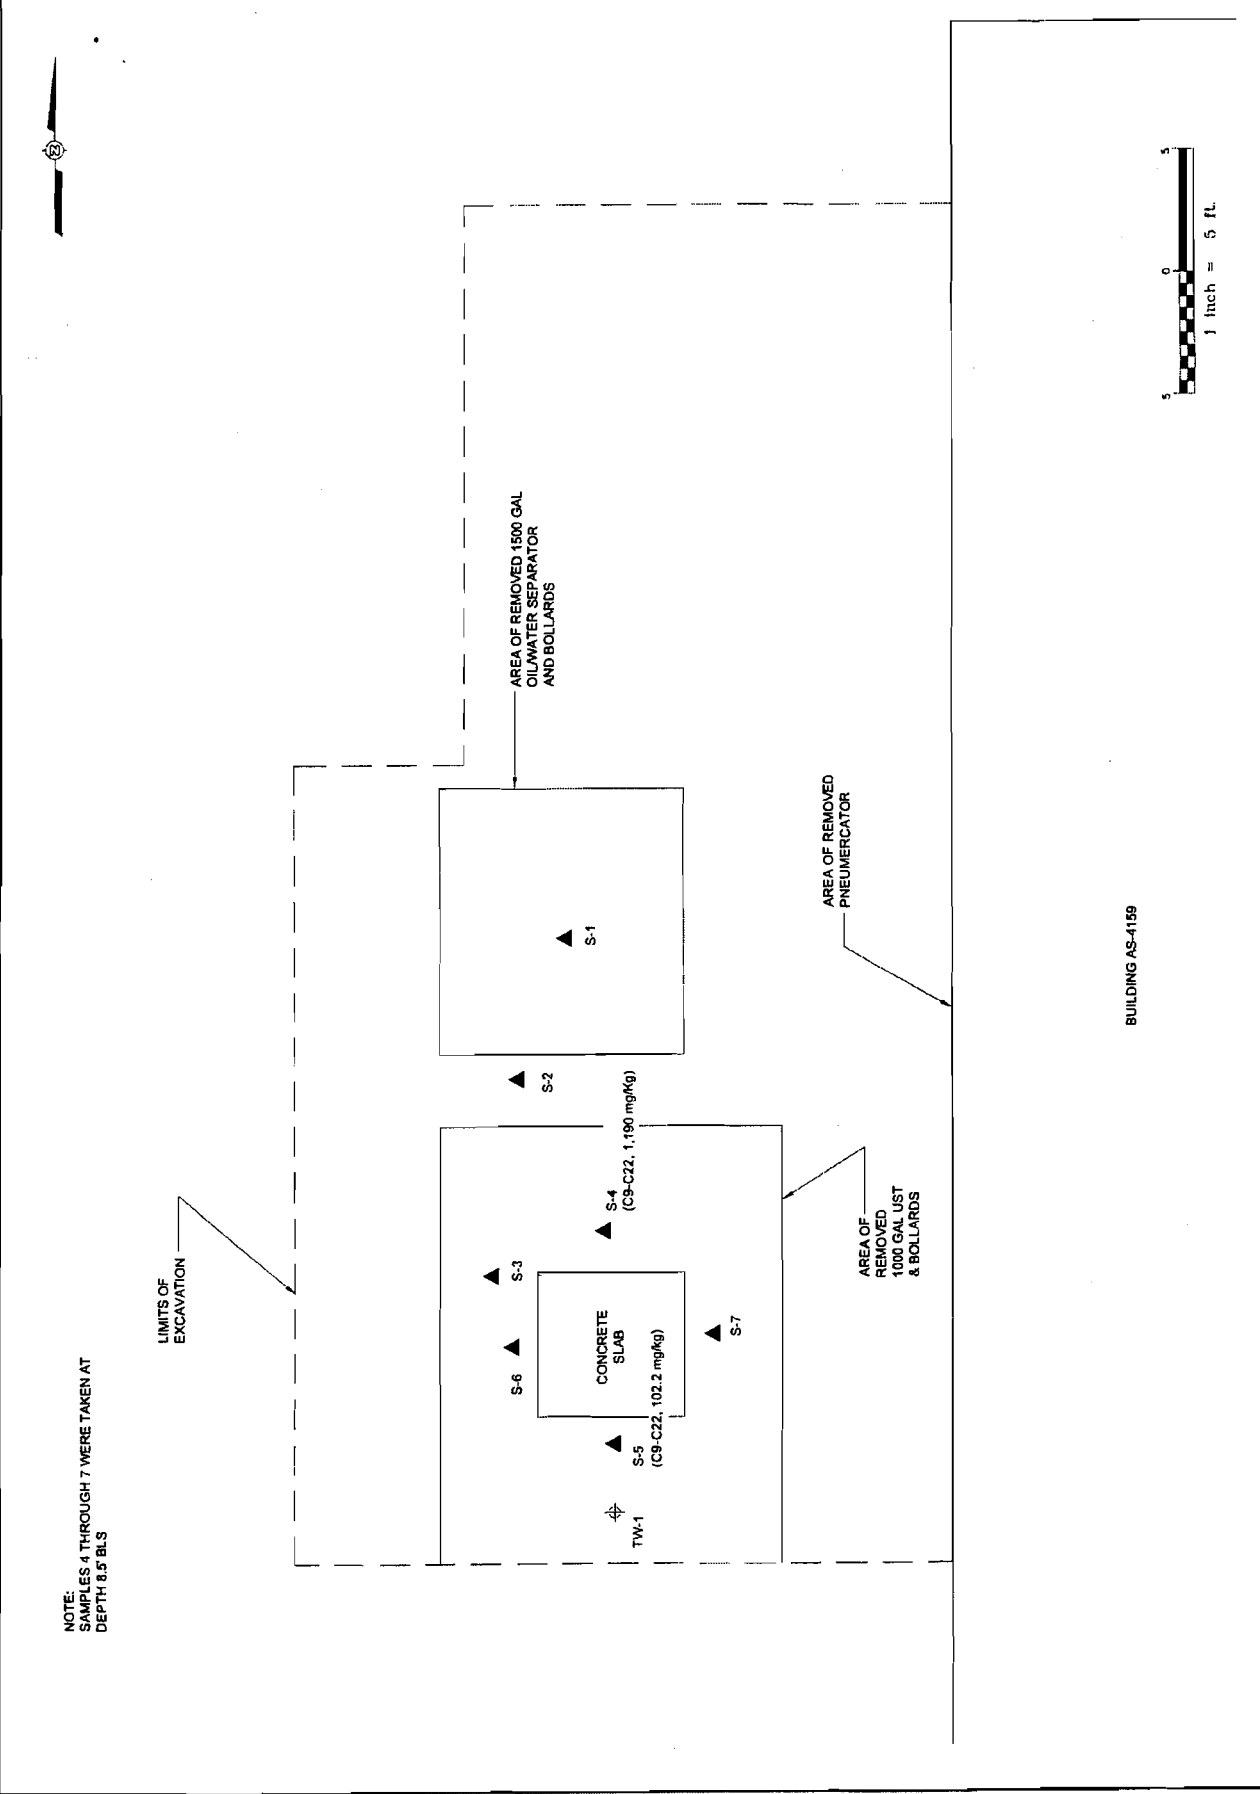 NOTE:
SAMPLES 4 THROUGH 7 WERE TAKEN AT
DEPTH 8.5' BLS
LIMITS OF
EXCAVATION
AREA OF REMOVED 1500 GAL
OIL/WATER SEPARATOR
AND BOLLARDS
S-1
S-2
S-3
S-4
(C9-C22, 1,190 mg/Kg)
S-6
CONCRETE
SLAB
S-5
(C9-C22, 102.2 mg/kg)
S-7
TW-1
AREA OF
REMOVED
1000 GAL UST
& BOLLARDS
AREA OF REMOVED
PNEUMERCATOR
BUILDING AS-4159
5
0
5
1 inch = 5 ft.